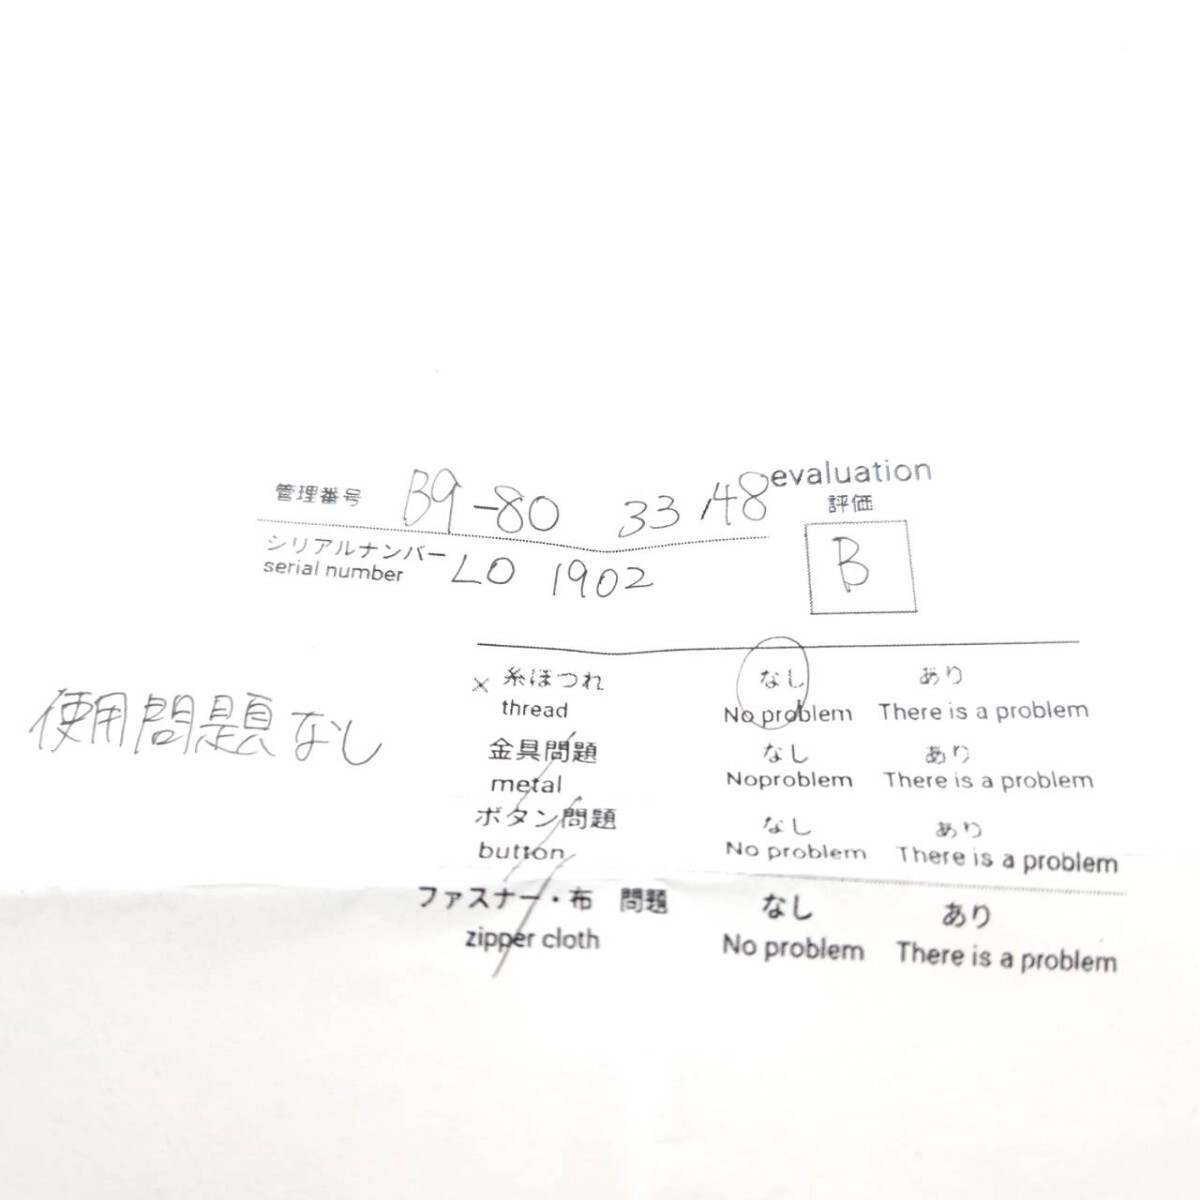 管理番号 B9-80 33148
evaluation
評価
B
シリアルナンバー LO 1902
serial number
× 糸ほつれ なし あり
thread No problem There is a problem
使用問題なし
金具問題 なし あり
metal Noproblem There is a problem
ボタン問題 なし あり
button No problem There is a problem
ファスナー・布 問題 なし あり
zipper cloth No problem There is a problem